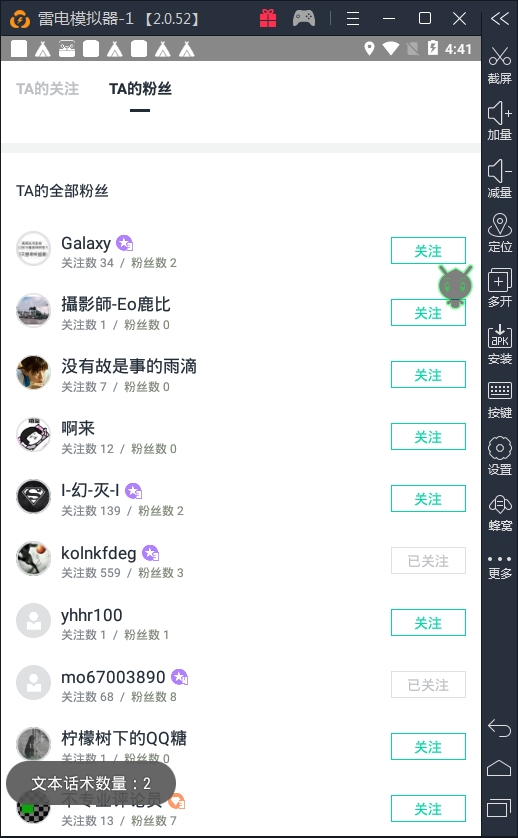 雷电模拟器-1 【2.0.52】
4:41
TA的关注 TA的粉丝
TA的全部粉丝
Galaxy
关注数 34 / 粉丝数 2
关注
攝影師-Eo鹿比
关注数 1 / 粉丝数 0
关注
没有故是事的雨滴
关注数 7 / 粉丝数 0
关注
啊来
关注数 12 / 粉丝数 0
关注
I-幻-灭-I
关注数 139 / 粉丝数 2
关注
kolnkfdeg
关注数 559 / 粉丝数 3
已关注
yhhr100
关注数 1 / 粉丝数 1
关注
mo67003890
关注数 68 / 粉丝数 8
已关注
柠檬树下的QQ糖
关注数 1 / 粉丝数 0
关注
文本话术数量：2
不专业评论员
关注数 13 / 粉丝数 7
关注
截屏
加量
减量
定位
多开
APK
安装
按键
设置
蜂窝
更多